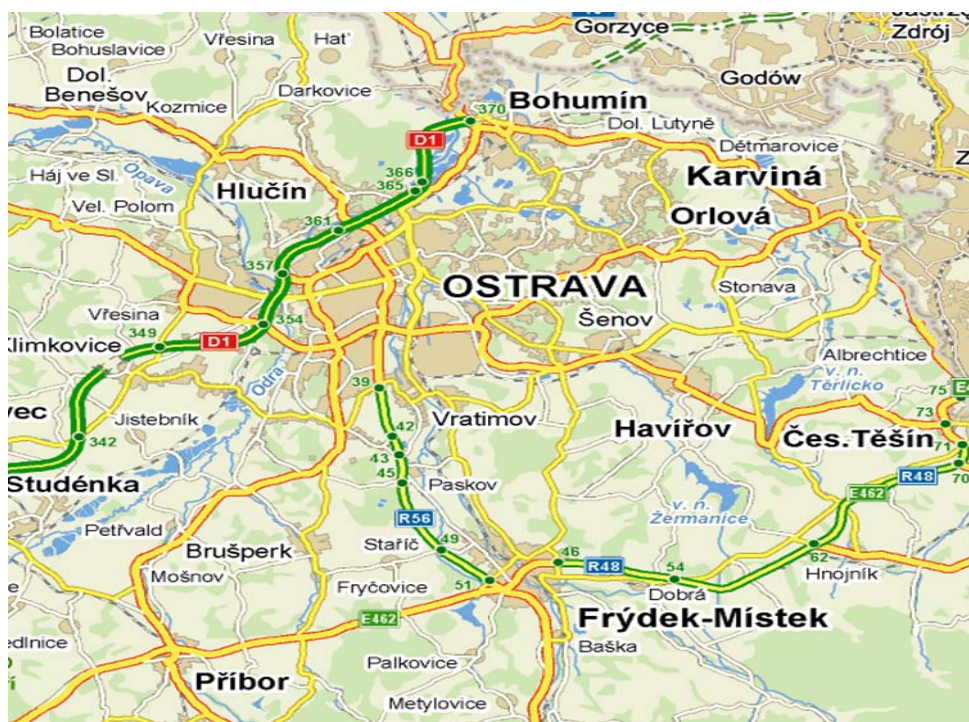 Bolatice
Vřesina
Hať
Gorzyce
Zdrój
Bohuslavice
Dol.
Benešov
Kozmice
Darkovice
Godów
370
Bohumín
Dol. Lutyně
D1
Dětmarovice
Háj ve Sl.
Opava
366
365
Karviná
Hlučín
Vel. Polom
361
Orlová
357
OSTRAVA
Stonava
Vřesina
354
Šenov
349
Klimkovice
D1
Albrechtice
v. n.
Těrlicko
Odra
39
75
vec
Jistebník
Vratimov
Havířov
73
342
42
Čes.Těšín
71
43
Studénka
45
Paskov
R48
70
E462
v. n.
Žermanice
Petřvald
R56
Brušperk
Staříč
49
46
62
Mošnov
R48
54
Hnojník
Fryčovice
51
Dobrá
E462
Frýdek-Místek
edlnice
Baška
Palkovice
Příbor
Metylovice